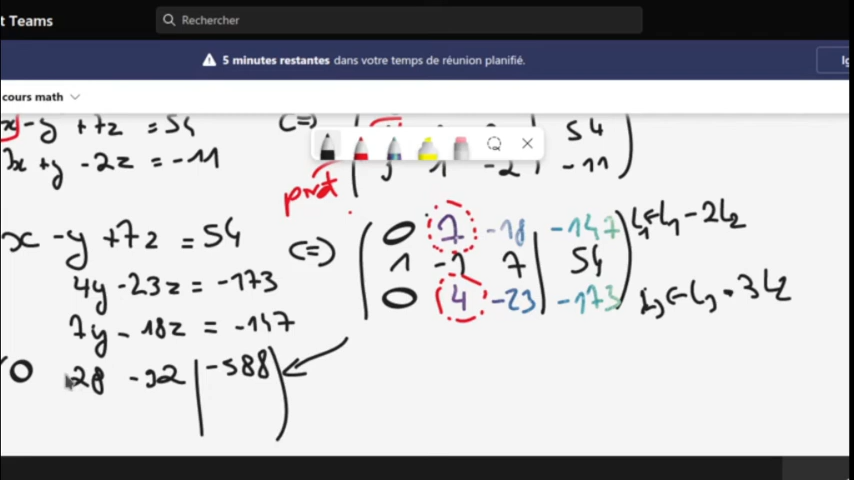 t Teams
Rechercher
5 minutes restantes dans votre temps de réunion planifié.
cours math
x - y + 7z = 54
3x + y - 2z = -11
<=>
54
-2 | -11
pivot
x - y + 7z = 54
4y - 23z = -173
7y - 18z = -147
<=>
0 7 -18 | -147 L1 <- L1 - 2L2
1 -1 7 | 54
0 4 -23 | -173 L3 <- L3 - 3L2
0 28 -92 | -588